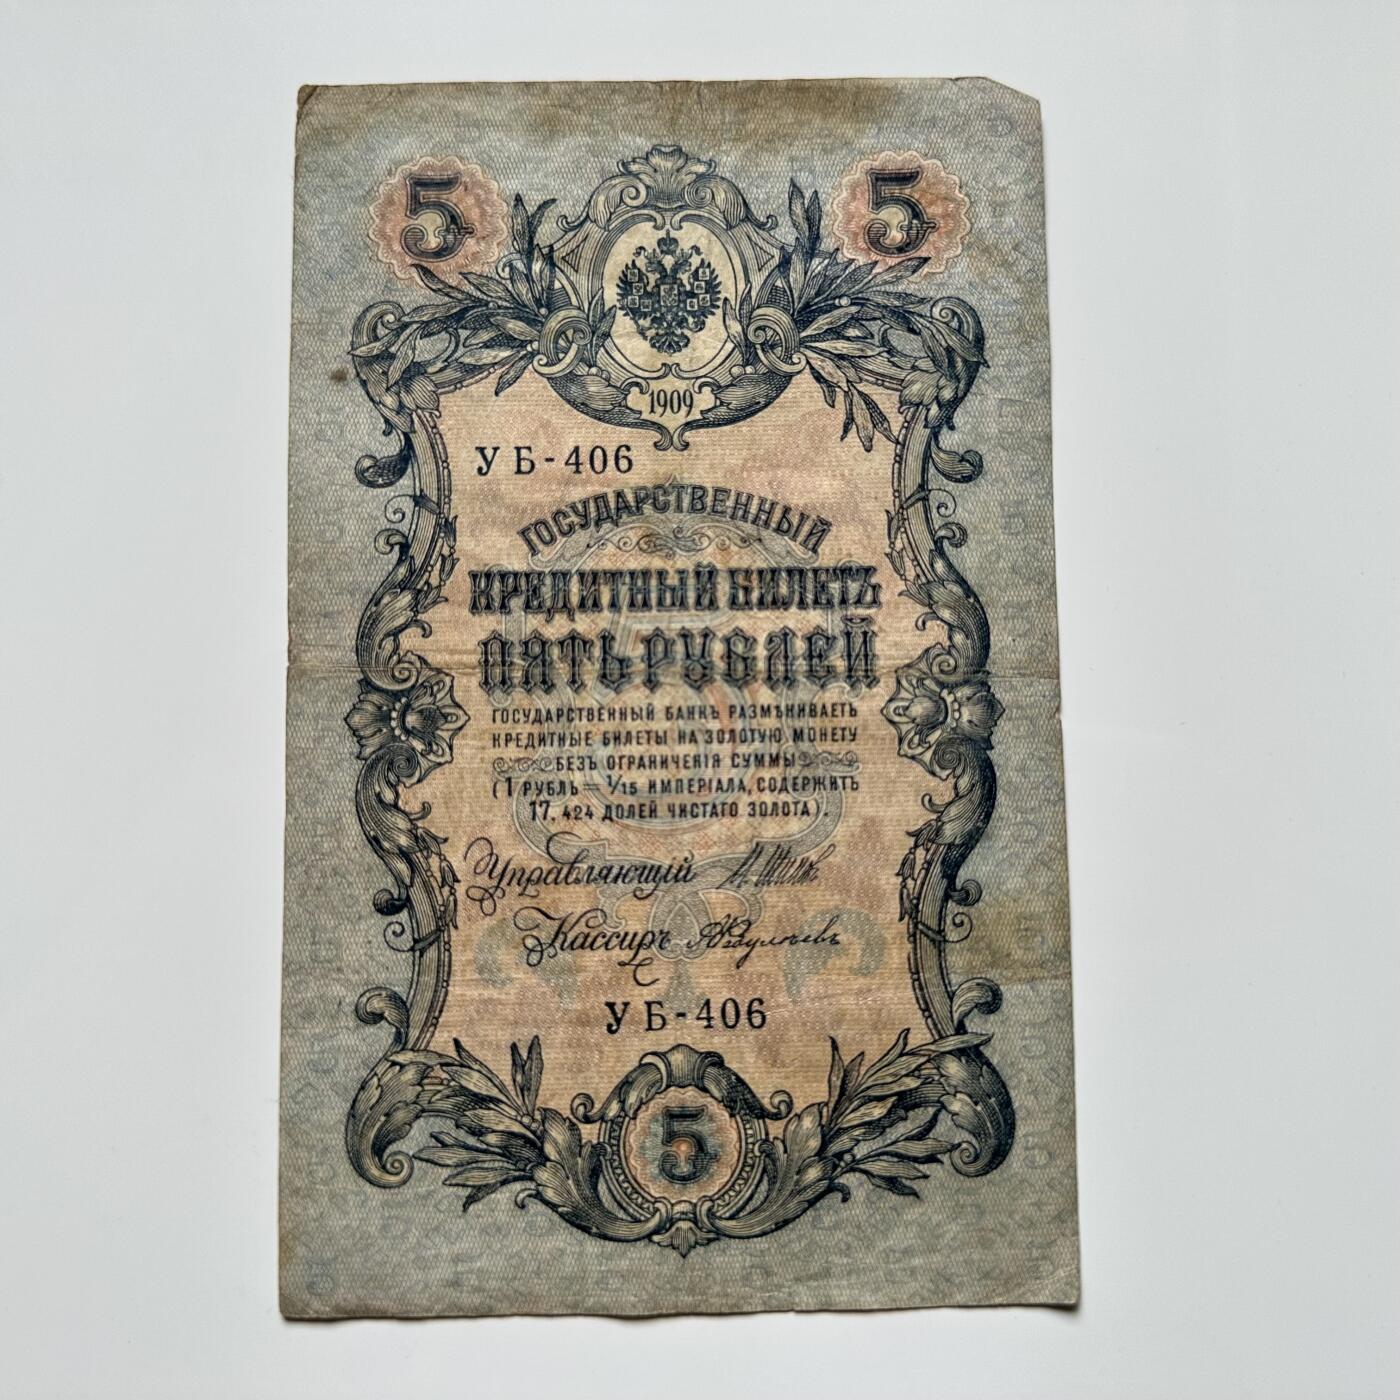 5 5
1909
УБ-406
ГОСУДАРСТВЕННЫЙ
КРЕДИТНЫЙ БИЛЕТЪ
ПЯТЬ РУБЛЕЙ
ГОСУДАРСТВЕННЫЙ БАНКЪ РАЗМѢНИВАЕТЪ
КРЕДИТНЫЕ БИЛЕТЫ НА ЗОЛОТУЮ МОНЕТУ
БЕЗЪ ОГРАНИЧЕНІЯ СУММЫ
(1 РУБЛЬ = 1/15 ИМПЕРІАЛА, СОДЕРЖИТЪ
17,424 ДОЛЕЙ ЧИСТАГО ЗОЛОТА).
Управляющій
Кассиръ
УБ-406
5